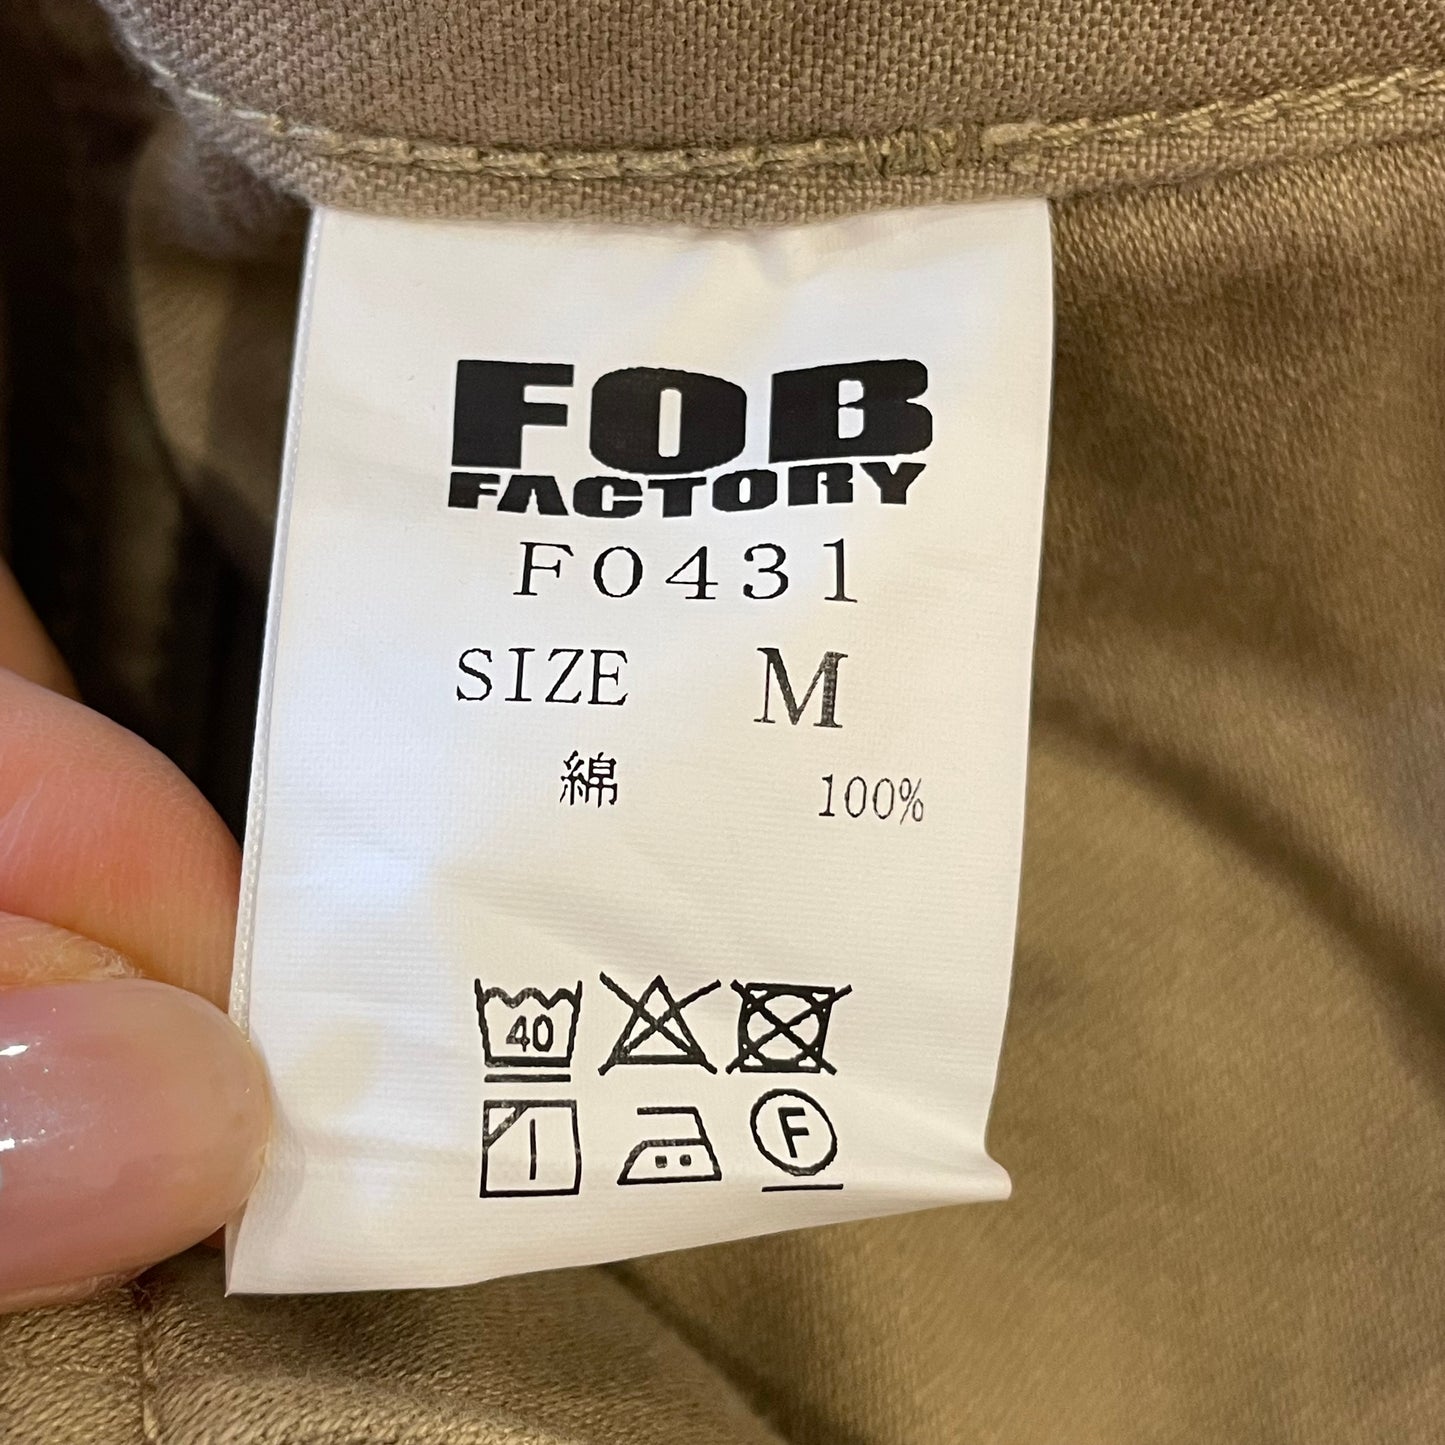 FOB
FACTORY
F0431
SIZE M
綿 100%
40
F